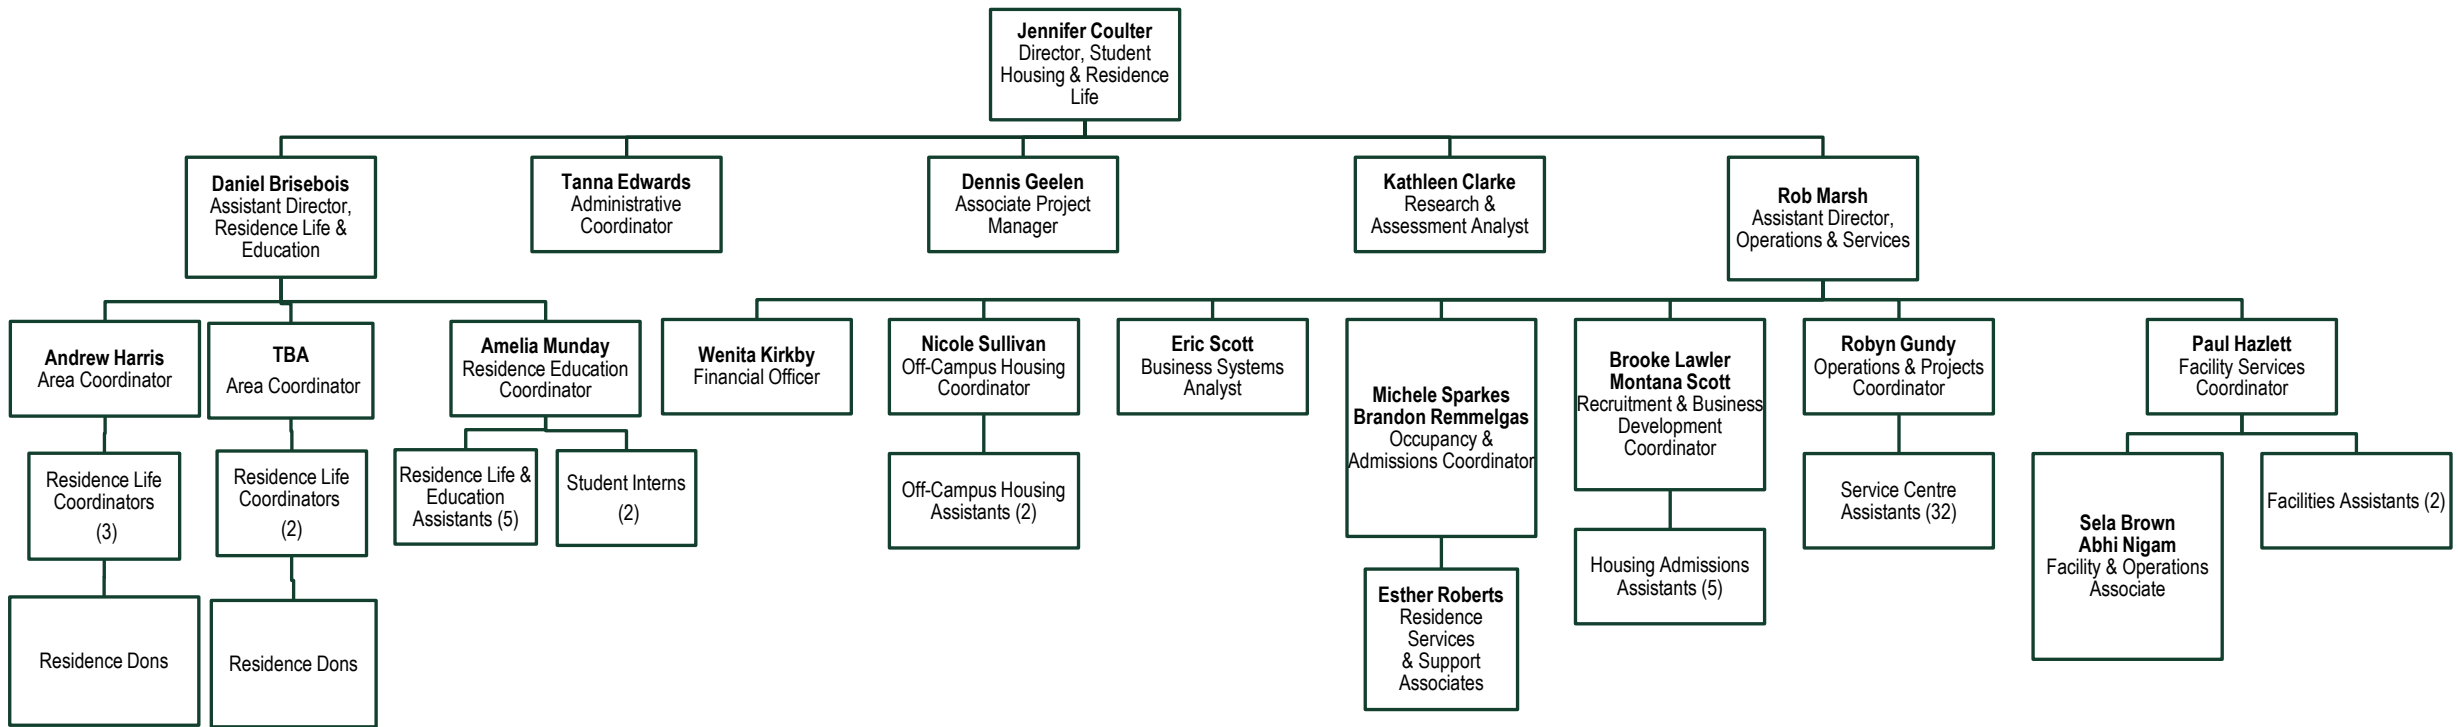 Jennifer Coulter
Director, Student
Housing & Residence
Life
Daniel Brisebois
Assistant Director,
Residence Life &
Education
Tanna Edwards
Administrative
Coordinator
Dennis Geelen
Associate Project
Manager
Kathleen Clarke
Research &
Assessment Analyst
Rob Marsh
Assistant Director,
Operations & Services
Andrew Harris
Area Coordinator
TBA
Area Coordinator
Amelia Munday
Residence Education
Coordinator
Wenita Kirkby
Financial Officer
Nicole Sullivan
Off-Campus Housing
Coordinator
Eric Scott
Business Systems
Analyst
Michele Sparkes
Brandon Remmelgas
Occupancy &
Admissions Coordinator
Brooke Lawler
Montana Scott
Recruitment & Business
Development
Coordinator
Robyn Gundy
Operations & Projects
Coordinator
Paul Hazlett
Facility Services
Coordinator
Residence Life
Coordinators
(3)
Residence Life
Coordinators
(2)
Residence Life &
Education
Assistants (5)
Student Interns
(2)
Off-Campus Housing
Assistants (2)
Esther Roberts
Residence
Services
& Support
Associates
Housing Admissions
Assistants (5)
Service Centre
Assistants (32)
Sela Brown
Abhi Nigam
Facility & Operations
Associate
Facilities Assistants (2)
Residence Dons
Residence Dons